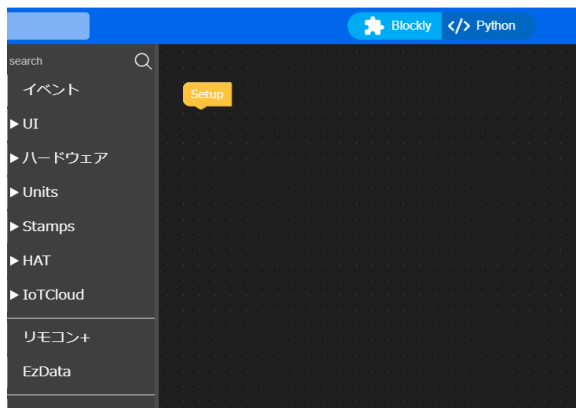 Blockly
</> Python
search
イベント
Setup
UI
ハードウェア
Units
Stamps
HAT
IoTCloud
リモコン+
EzData